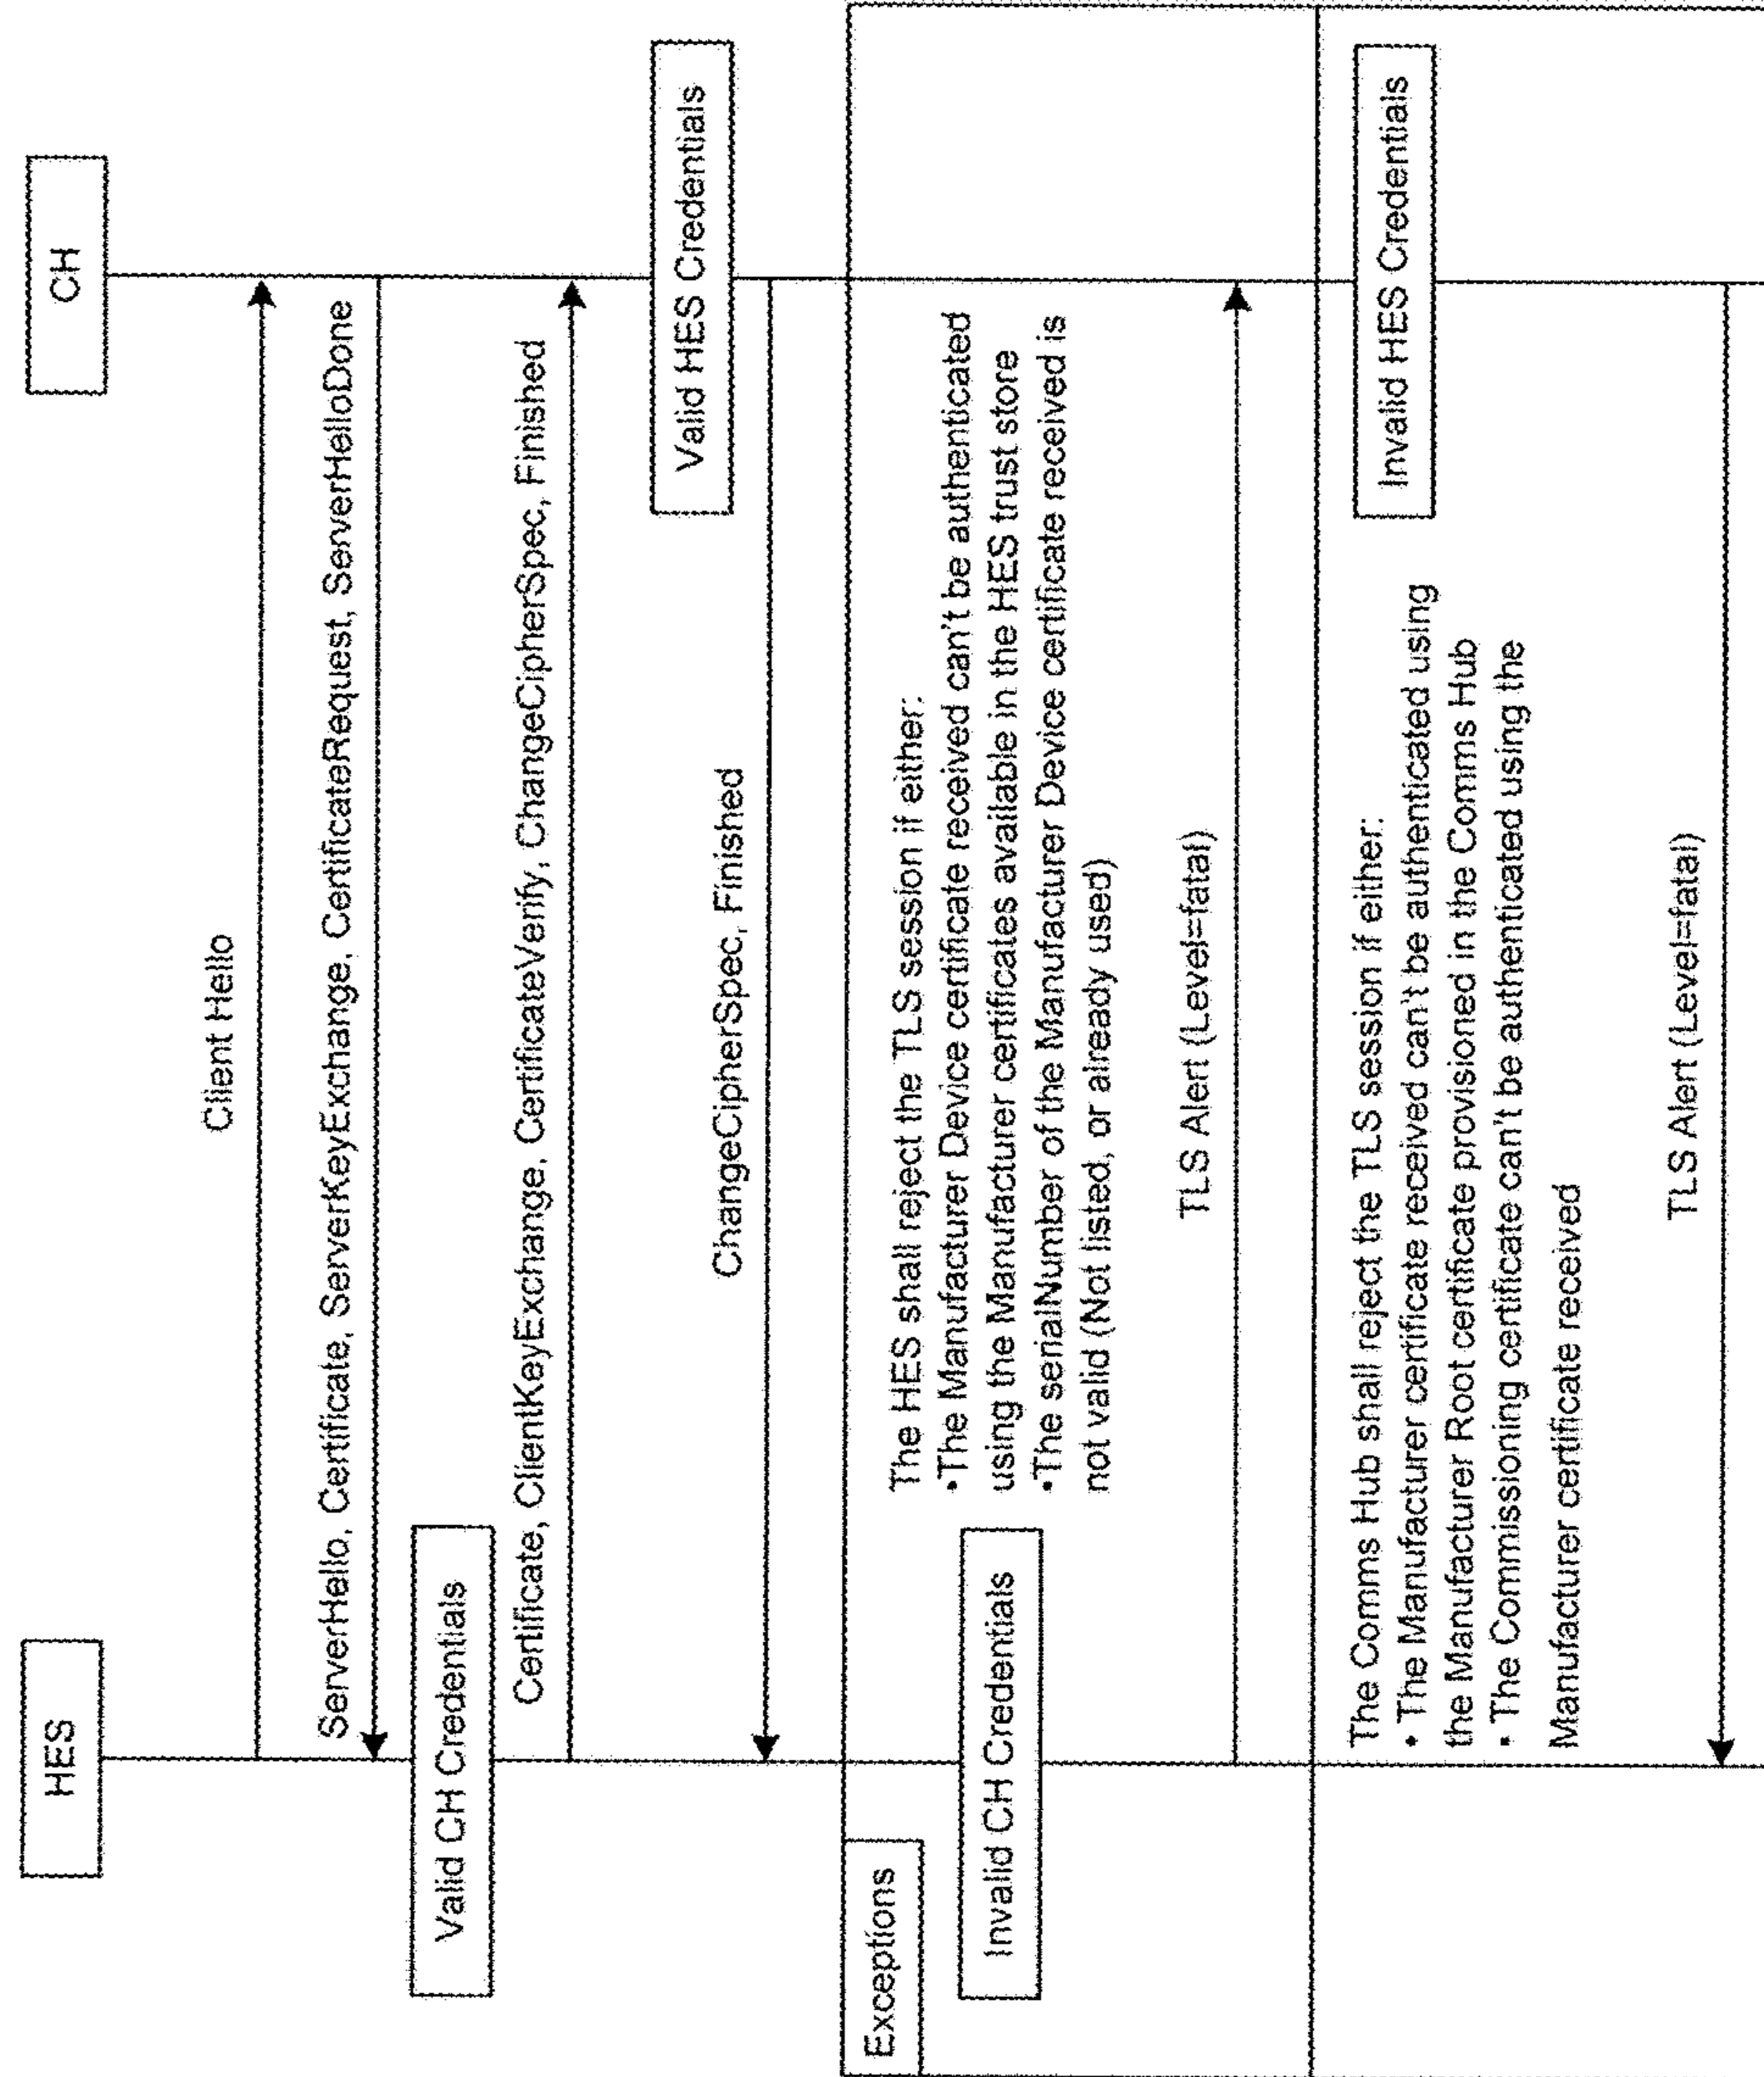 HES
CH
Client Hello
ServerHello, Certificate, ServerKeyExchange, CertificateRequest, ServerHelloDone
Valid CH Credentials
Certificate, ClientKeyExchange, CertificateVerify, ChangeCipherSpec, Finished
Valid HES Credentials
ChangeCipherSpec, Finished
Exceptions
The HES shall reject the TLS session if either:
•The Manufacturer Device certificate received can't be authenticated
using the Manufacturer certificates available in the HES trust store
•The serialNumber of the Manufacturer Device certificate received is
not valid (Not listed, or already used)
Invalid CH Credentials
TLS Alert (Level=fatal)
Invalid HES Credentials
The Comms Hub shall reject the TLS session if either:
• The Manufacturer certificate received can't be authenticated using
the Manufacturer Root certificate provisioned in the Comms Hub
• The Commissioning certificate can't be authenticated using the
Manufacturer certificate received
TLS Alert (Level=fatal)